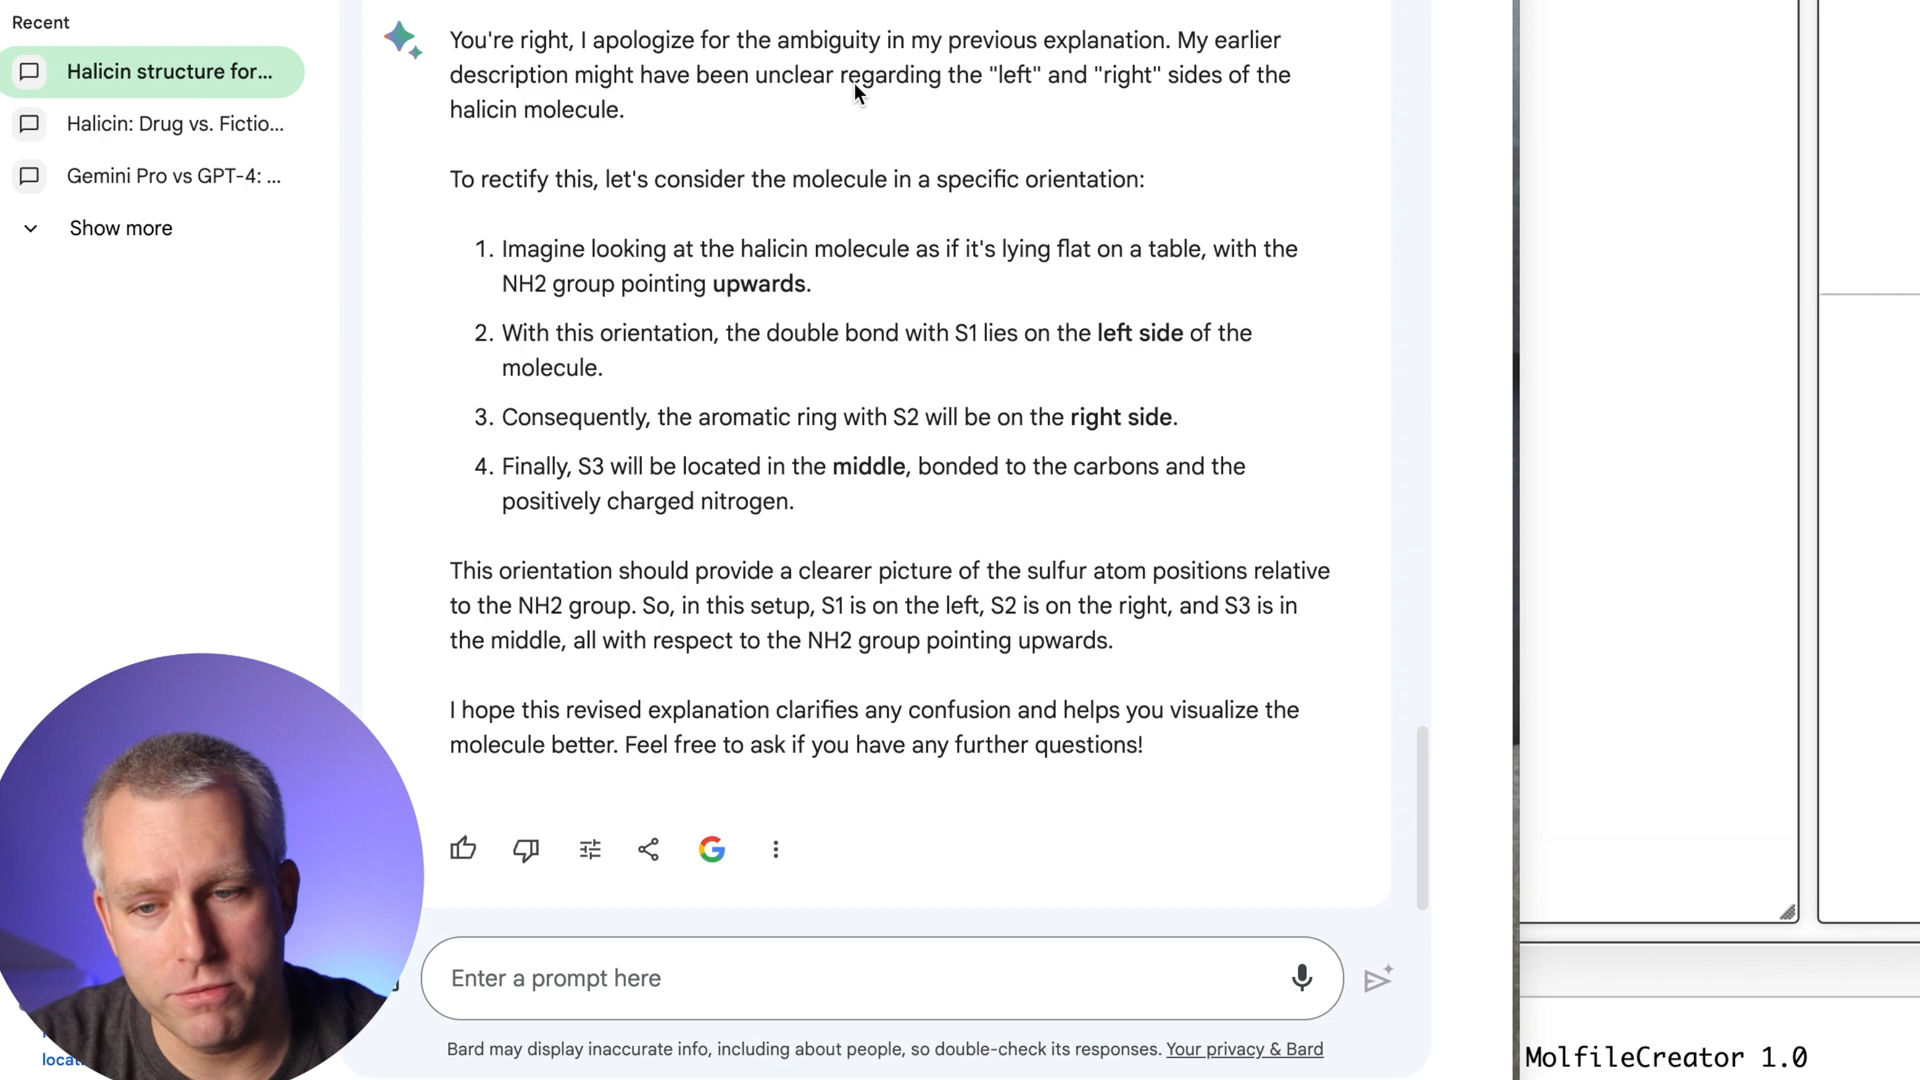 Recent
Halicin structure for...
Halicin: Drug vs. Fictio...
Gemini Pro vs GPT-4: ...
Show more
You're right, I apologize for the ambiguity in my previous explanation. My earlier
description might have been unclear regarding the "left" and "right" sides of the
halicin molecule.
To rectify this, let's consider the molecule in a specific orientation:
1. Imagine looking at the halicin molecule as if it's lying flat on a table, with the
NH2 group pointing upwards.
2. With this orientation, the double bond with S1 lies on the left side of the
molecule.
3. Consequently, the aromatic ring with S2 will be on the right side.
4. Finally, S3 will be located in the middle, bonded to the carbons and the
positively charged nitrogen.
This orientation should provide a clearer picture of the sulfur atom positions relative
to the NH2 group. So, in this setup, S1 is on the left, S2 is on the right, and S3 is in
the middle, all with respect to the NH2 group pointing upwards.
I hope this revised explanation clarifies any confusion and helps you visualize the
molecule better. Feel free to ask if you have any further questions!
Enter a prompt here
Bard may display inaccurate info, including about people, so double-check its responses. Your privacy & Bard
MolfileCreator 1.0